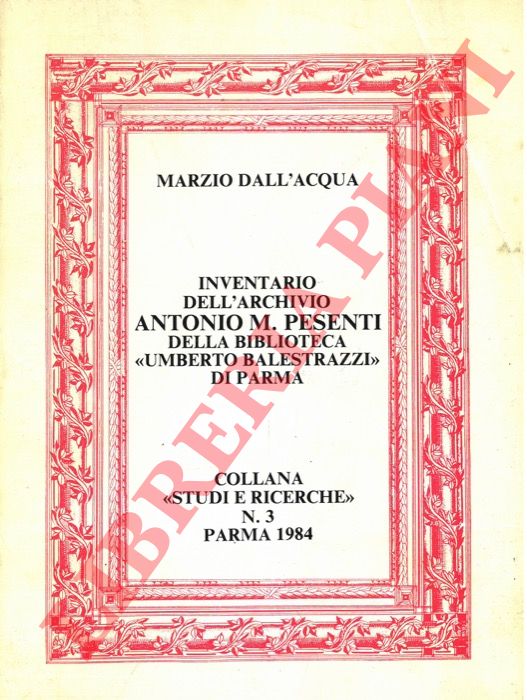 MARZIO DALL'ACQUA
INVENTARIO
DELL'ARCHIVIO
ANTONIO M. PESENTI
DELLA BIBLIOTECA
«UMBERTO BALESTRAZZI»
DI PARMA
COLLANA
«STUDI E RICERCHE»
N. 3
PARMA 1984
LIBRERIA PIANI